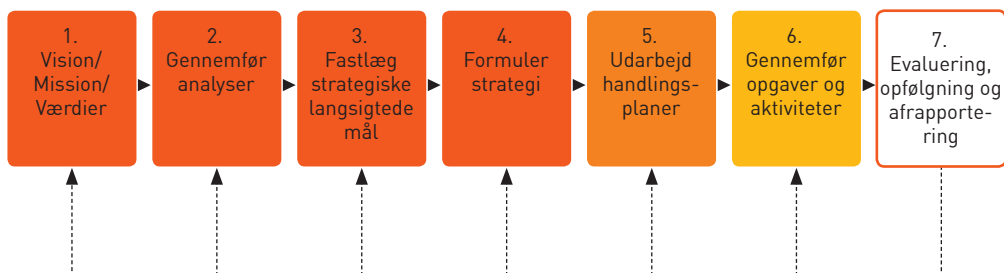 1.
Vision/
Mission/
Værdier
2.
Gennemfør
analyser
3.
Fastlæg
strategiske
langsigtede
mål
4.
Formuler
strategi
5.
Udarbejd
handlings-
planer
6.
Gennemfør
opgaver og
aktiviteter
7.
Evaluering,
opfølgning og
afrapporte-
ring